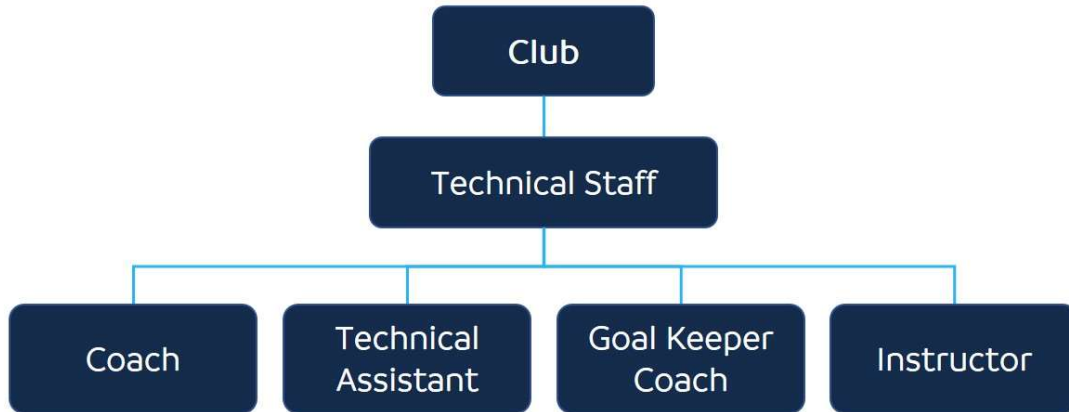 Club
Technical Staff
Coach
Technical
Assistant
Goal Keeper
Coach
Instructor